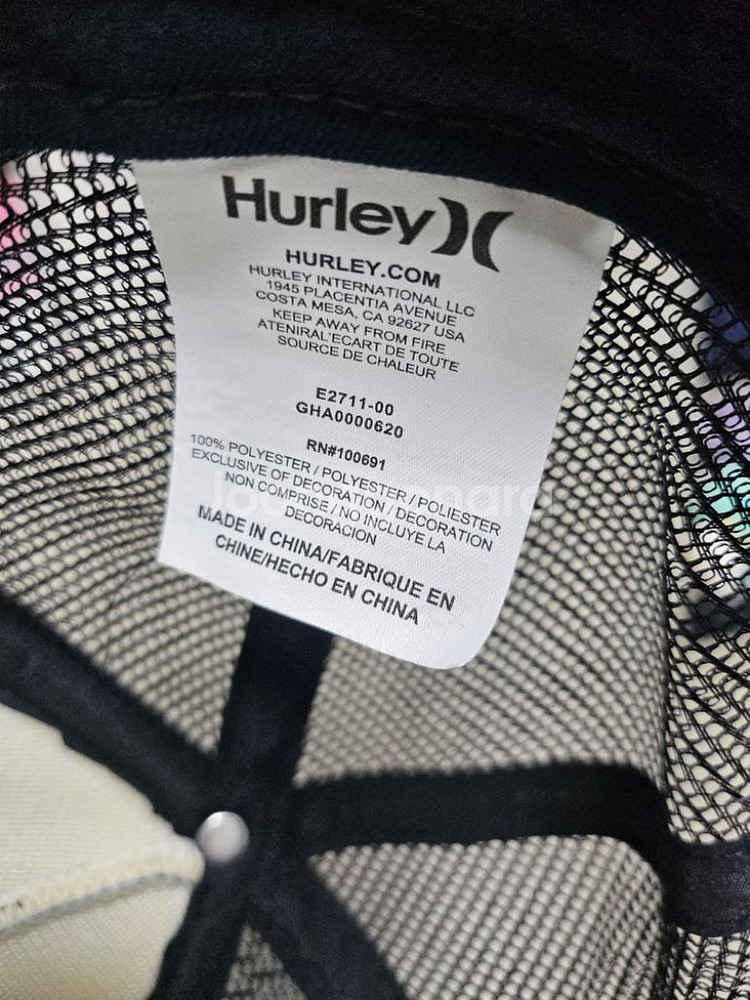 Hurley
HURLEY.COM
HURLEY INTERNATIONAL LLC
1945 PLACENTIA AVENUE
COSTA MESA, CA 92627 USA
KEEP AWAY FROM FIRE
ATENIRAL'ECART DE TOUTE
SOURCE DE CHALEUR
E2711-00
GHA0000620
RN#100691
100% POLYESTER / POLYESTER / POLIESTER
EXCLUSIVE OF DECORATION / DECORATION
NON COMPRISE / NO INCLUYE LA
DECORACION
MADE IN CHINA/FABRIQUE EN
CHINE/HECHO EN CHINA